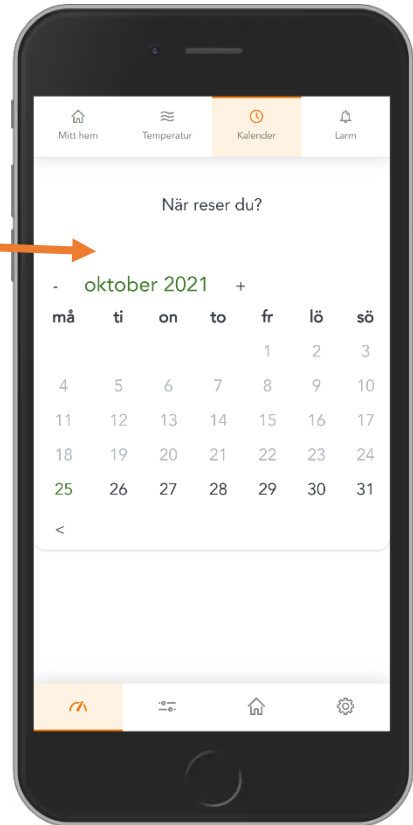 Mitt hem Temperatur Kalender Larm
När reser du?
- oktober 2021 +
må ti on to fr lö sö
1 2 3
4 5 6 7 8 9 10
11 12 13 14 15 16 17
18 19 20 21 22 23 24
25 26 27 28 29 30 31
<